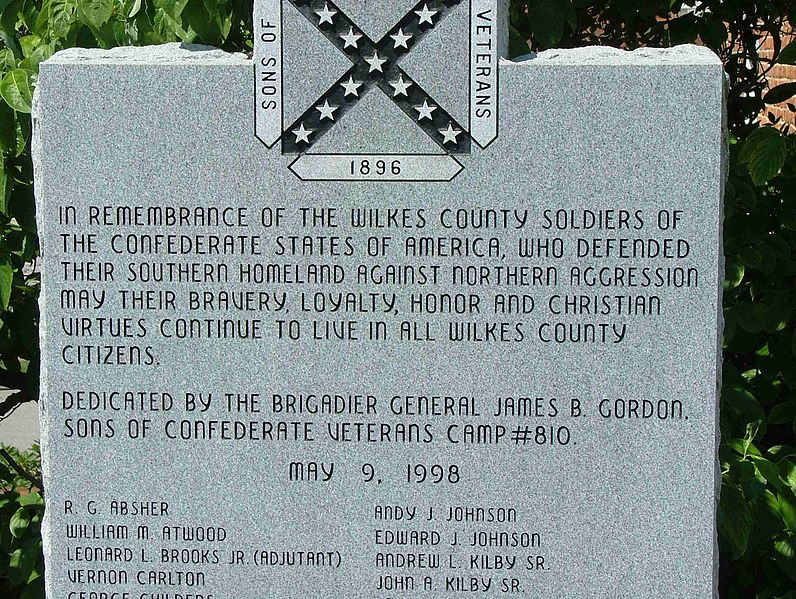 SONS OF
VETERANS
1896
IN REMEMBRANCE OF THE WILKES COUNTY SOLDIERS OF
THE CONFEDERATE STATES OF AMERICA, WHO DEFENDED
THEIR SOUTHERN HOMELAND AGAINST NORTHERN AGGRESSION
MAY THEIR BRAVERY, LOYALTY, HONOR AND CHRISTIAN
VIRTUES CONTINUE TO LIVE IN ALL WILKES COUNTY
CITIZENS.
DEDICATED BY THE BRIGADIER GENERAL JAMES B. GORDON.
SONS OF CONFEDERATE VETERANS CAMP #810.
MAY 9, 1998
R. G. ABSHER
WILLIAM M. ATWOOD
LEONARD L. BROOKS JR. (ADJUTANT)
VERNON CARLTON
GEORGE CHILDERS
ANDY J. JOHNSON
EDWARD J. JOHNSON
ANDREW L. KILBY SR.
JOHN A. KILBY SR.